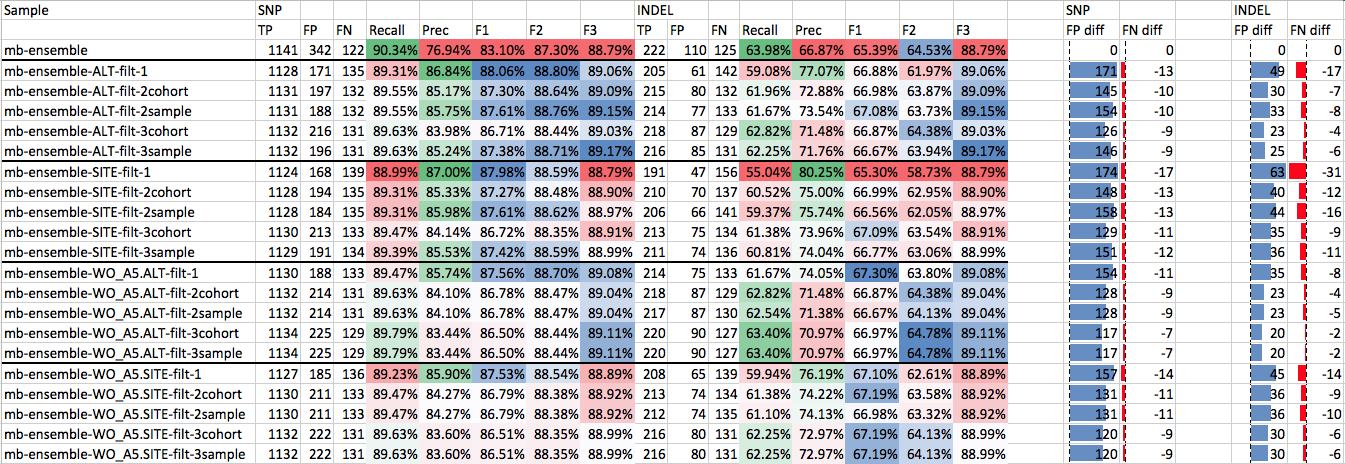 Sample SNP INDEL SNP INDEL
TP FP FN Recall Prec F1 F2 F3 TP FP FN Recall Prec F1 F2 F3 FP diff FN diff FP diff FN diff
mb-ensemble 1141 342 122 90.34% 76.94% 83.10% 87.30% 88.79% 222 110 125 63.98% 66.87% 65.39% 64.53% 88.79% 0 0 0 0
mb-ensemble-ALT-filt-1 1128 171 135 89.31% 86.84% 88.06% 88.80% 89.06% 205 61 142 59.08% 77.07% 66.88% 61.97% 89.06% 171 -13 49 -17
mb-ensemble-ALT-filt-2cohort 1131 197 132 89.55% 85.17% 87.30% 88.64% 89.09% 215 80 132 61.96% 72.88% 66.98% 63.87% 89.09% 145 -10 30 -7
mb-ensemble-ALT-filt-2sample 1131 188 132 89.55% 85.75% 87.61% 88.76% 89.15% 214 77 133 61.67% 73.54% 67.08% 63.73% 89.15% 154 -10 33 -8
mb-ensemble-ALT-filt-3cohort 1132 216 131 89.63% 83.98% 86.71% 88.44% 89.03% 218 87 129 62.82% 71.48% 66.87% 64.38% 89.03% 126 -9 23 -4
mb-ensemble-ALT-filt-3sample 1132 196 131 89.63% 85.24% 87.38% 88.71% 89.17% 216 85 131 62.25% 71.76% 66.67% 63.94% 89.17% 146 -9 25 -6
mb-ensemble-SITE-filt-1 1124 168 139 88.99% 87.00% 87.98% 88.59% 88.79% 191 47 156 55.04% 80.25% 65.30% 58.73% 88.79% 174 -17 63 -31
mb-ensemble-SITE-filt-2cohort 1128 194 135 89.31% 85.33% 87.27% 88.48% 88.90% 210 70 137 60.52% 75.00% 66.99% 62.95% 88.90% 148 -13 40 -12
mb-ensemble-SITE-filt-2sample 1128 184 135 89.31% 85.98% 87.61% 88.62% 88.97% 206 66 141 59.37% 75.74% 66.56% 62.05% 88.97% 158 -13 44 -16
mb-ensemble-SITE-filt-3cohort 1130 213 133 89.47% 84.14% 86.72% 88.35% 88.91% 213 75 134 61.38% 73.96% 67.09% 63.54% 88.91% 129 -11 35 -9
mb-ensemble-SITE-filt-3sample 1129 191 134 89.39% 85.53% 87.42% 88.59% 88.99% 211 74 136 60.81% 74.04% 66.77% 63.06% 88.99% 151 -12 36 -11
mb-ensemble-WO_A5.ALT-filt-1 1130 188 133 89.47% 85.74% 87.56% 88.70% 89.08% 214 75 133 61.67% 74.05% 67.30% 63.80% 89.08% 154 -11 35 -8
mb-ensemble-WO_A5.ALT-filt-2cohort 1132 214 131 89.63% 84.10% 86.78% 88.47% 89.04% 218 87 129 62.82% 71.48% 66.87% 64.38% 89.04% 128 -9 23 -4
mb-ensemble-WO_A5.ALT-filt-2sample 1132 214 131 89.63% 84.10% 86.78% 88.47% 89.04% 217 87 130 62.54% 71.38% 66.67% 64.13% 89.04% 128 -9 23 -5
mb-ensemble-WO_A5.ALT-filt-3cohort 1134 225 129 89.79% 83.44% 86.50% 88.44% 89.11% 220 90 127 63.40% 70.97% 66.97% 64.78% 89.11% 117 -7 20 -2
mb-ensemble-WO_A5.ALT-filt-3sample 1134 225 129 89.79% 83.44% 86.50% 88.44% 89.11% 220 90 127 63.40% 70.97% 66.97% 64.78% 89.11% 117 -7 20 -2
mb-ensemble-WO_A5.SITE-filt-1 1127 185 136 89.23% 85.90% 87.53% 88.54% 88.89% 208 65 139 59.94% 76.19% 67.10% 62.61% 88.89% 157 -14 45 -14
mb-ensemble-WO_A5.SITE-filt-2cohort 1130 211 133 89.47% 84.27% 86.79% 88.38% 88.92% 213 74 134 61.38% 74.22% 67.19% 63.58% 88.92% 131 -11 36 -9
mb-ensemble-WO_A5.SITE-filt-2sample 1130 211 133 89.47% 84.27% 86.79% 88.38% 88.92% 212 74 135 61.10% 74.13% 66.98% 63.32% 88.92% 131 -11 36 -10
mb-ensemble-WO_A5.SITE-filt-3cohort 1132 222 131 89.63% 83.60% 86.51% 88.35% 88.99% 216 80 131 62.25% 72.97% 67.19% 64.13% 88.99% 120 -9 30 -6
mb-ensemble-WO_A5.SITE-filt-3sample 1132 222 131 89.63% 83.60% 86.51% 88.35% 88.99% 216 80 131 62.25% 72.97% 67.19% 64.13% 88.99% 120 -9 30 -6